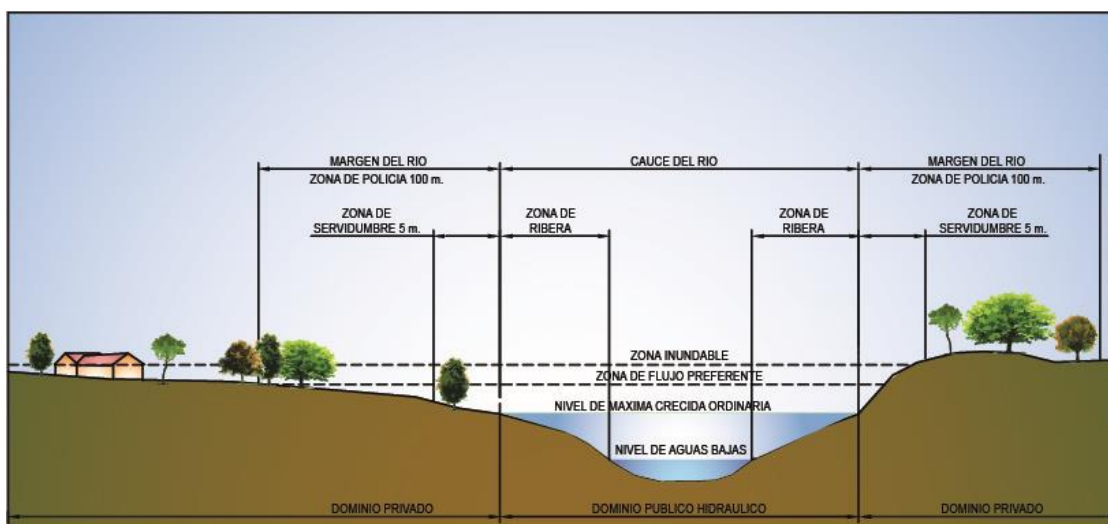 MARGEN DEL RIO
ZONA DE POLICIA 100 m.
CAUCE DEL RIO
MARGEN DEL RIO
ZONA DE POLICIA 100 m.
ZONA DE
SERVIDUMBRE 5 m.
ZONA DE
RIBERA
ZONA DE
RIBERA
ZONA DE
SERVIDUMBRE 5 m.
ZONA INUNDABLE
ZONA DE FLUJO PREFERENTE
NIVEL DE MAXIMA CRECIDA ORDINARIA
NIVEL DE AGUAS BAJAS
DOMINIO PRIVADO
DOMINIO PUBLICO HIDRAULICO
DOMINIO PRIVADO